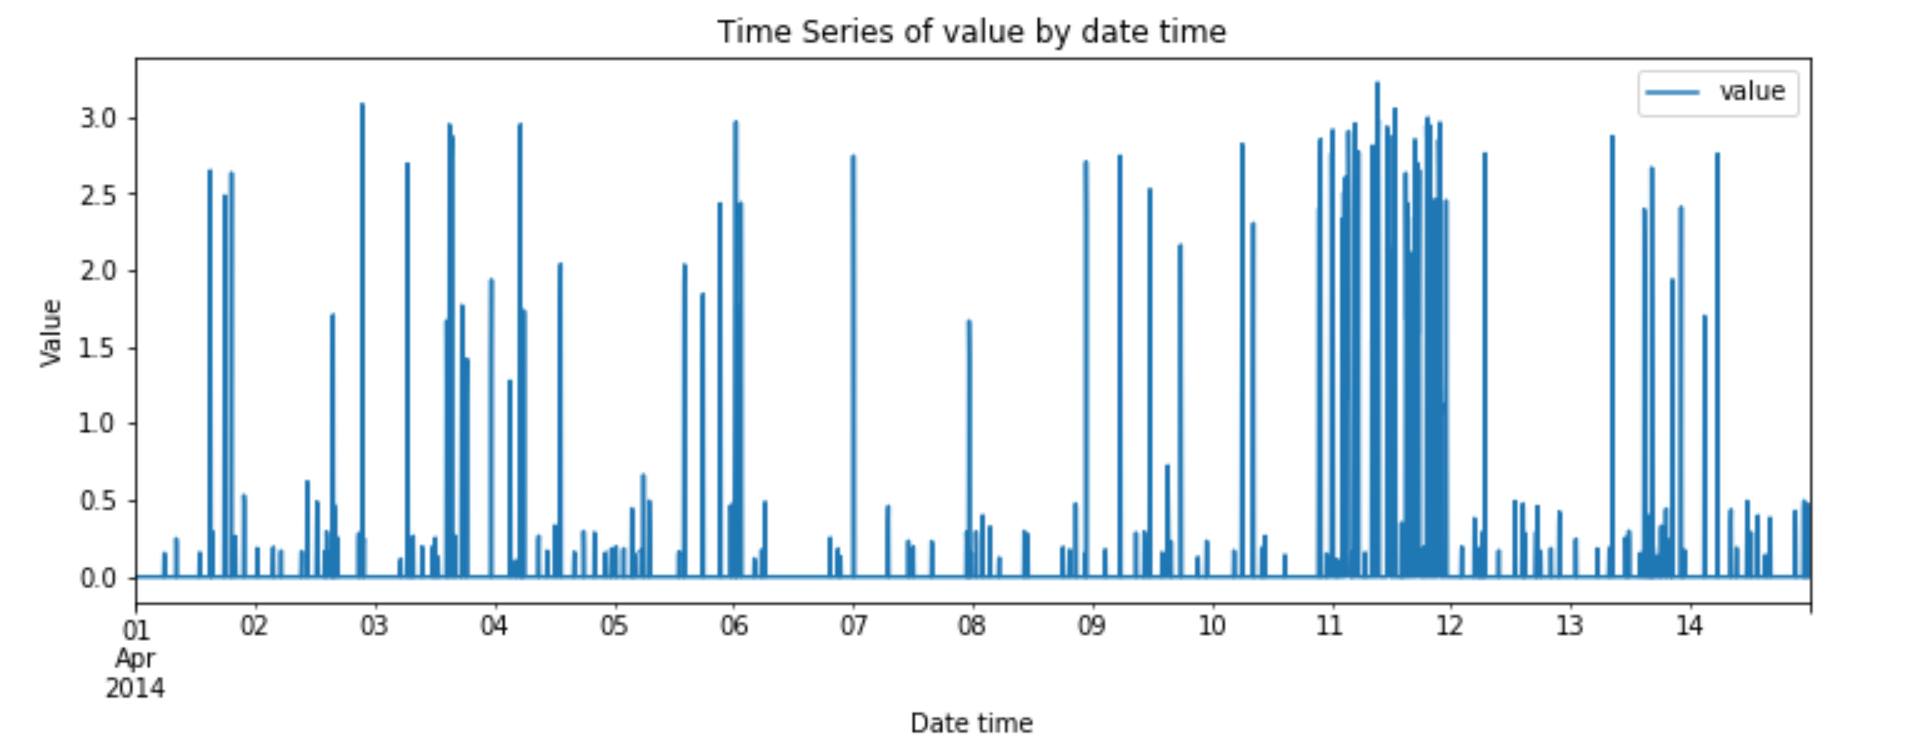 Time Series of value by date time
value
3.0
2.5
2.0
1.5
1.0
0.5
0.0
Value
01 02 03 04 05 06 07 08 09 10 11 12 13 14
Apr
2014
Date time